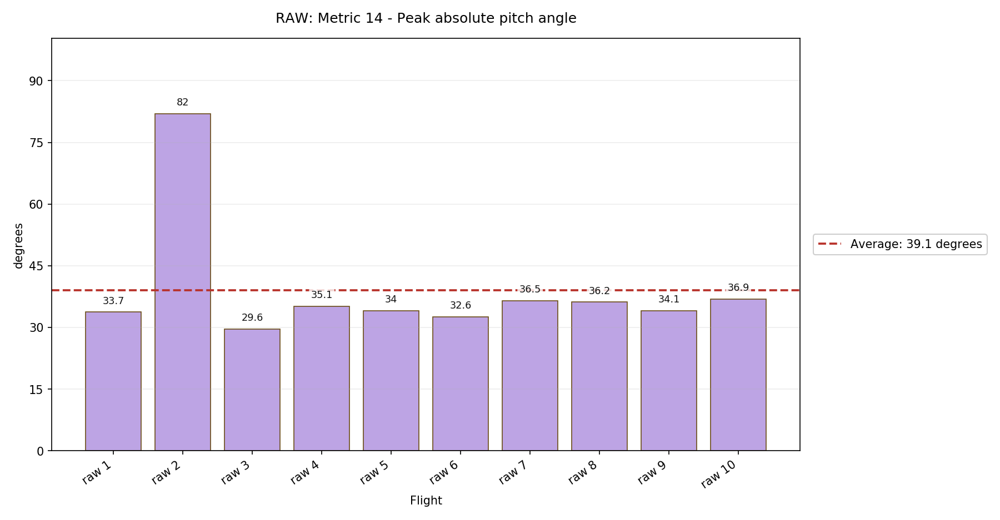 RAW: Metric 14 - Peak absolute pitch angle
degrees
90
75
60
45
30
15
0
33.7
82
29.6
35.1
34
32.6
36.5
36.2
34.1
36.9
Average: 39.1 degrees
raw 1
raw 2
raw 3
raw 4
raw 5
raw 6
raw 7
raw 8
raw 9
raw 10
Flight